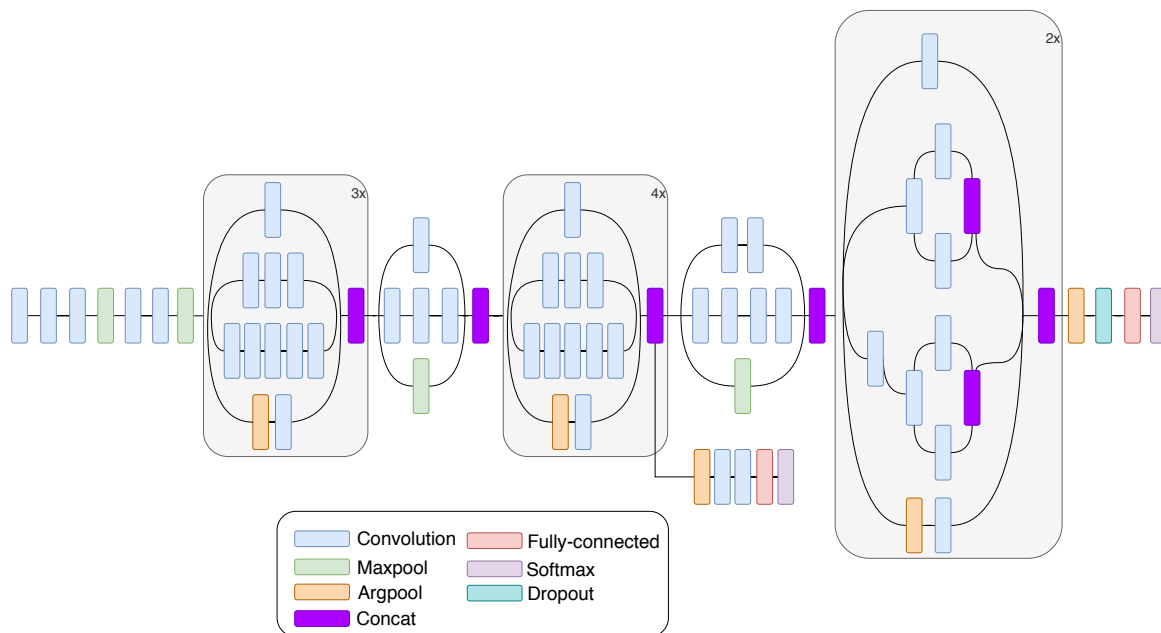 2x
3x
4x
Convolution
Fully-connected
Maxpool
Softmax
Argpool
Dropout
Concat